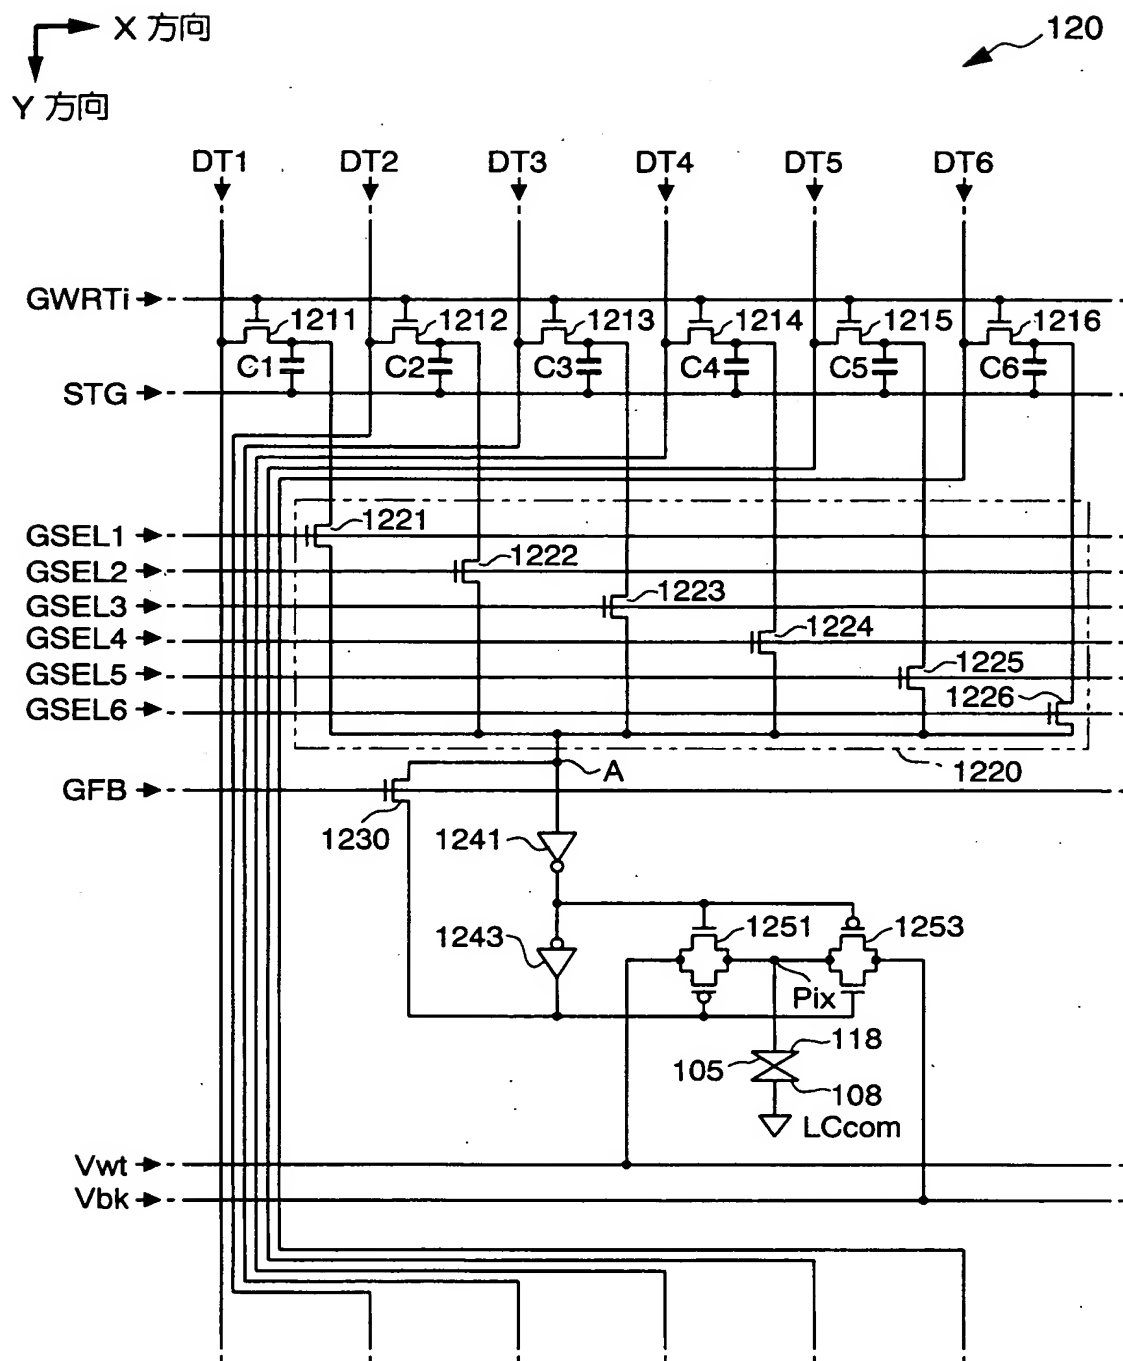 X 方向
120
Y 方向
DT1 DT2 DT3 DT4 DT5 DT6
GWRTi
1211 1212 1213 1214 1215 1216
C1 C2 C3 C4 C5 C6
STG
GSEL1 1221
GSEL2 1222
GSEL3 1223
GSEL4 1224
GSEL5 1225
GSEL6 1226
1220
A
GFB
1230 1241
1243 1251 1253
Pix
118
105
108
LCcom
Vwt
Vbk